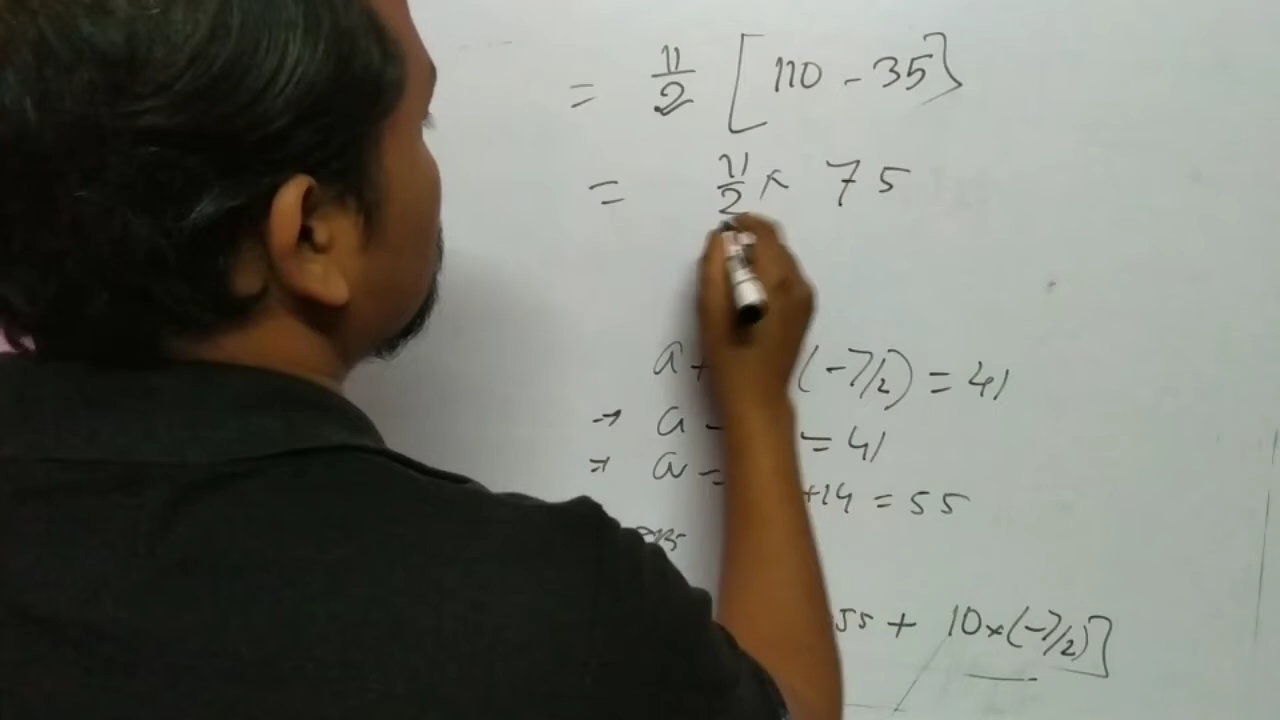 = 11/2 [110 - 35]
= 11/2 × 75
a + (-7/2) = 41
→ a - = 41
→ a = +14 = 55
55 + 10×(-7/2)]